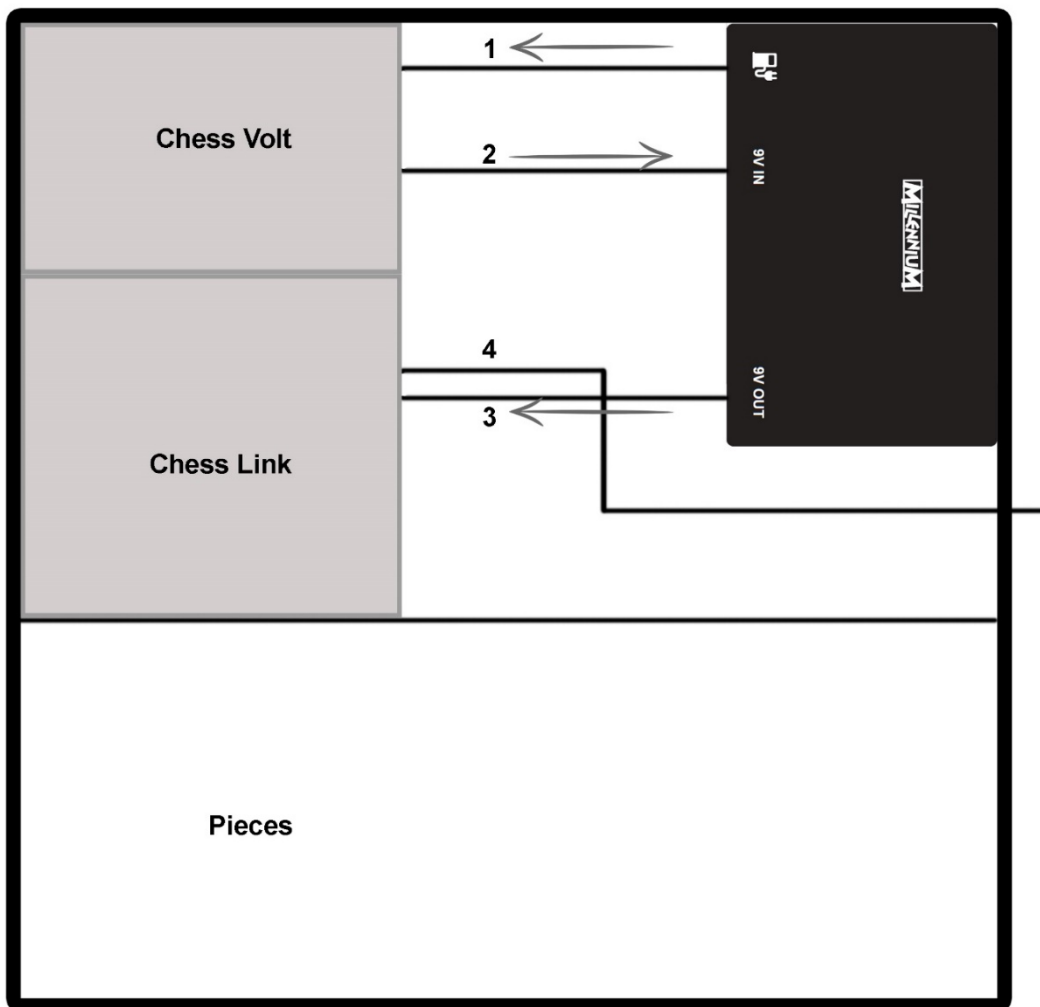 1
Chess Volt
2
9V IN
MILLENNIUM
4
9V OUT
3
Chess Link
Pieces